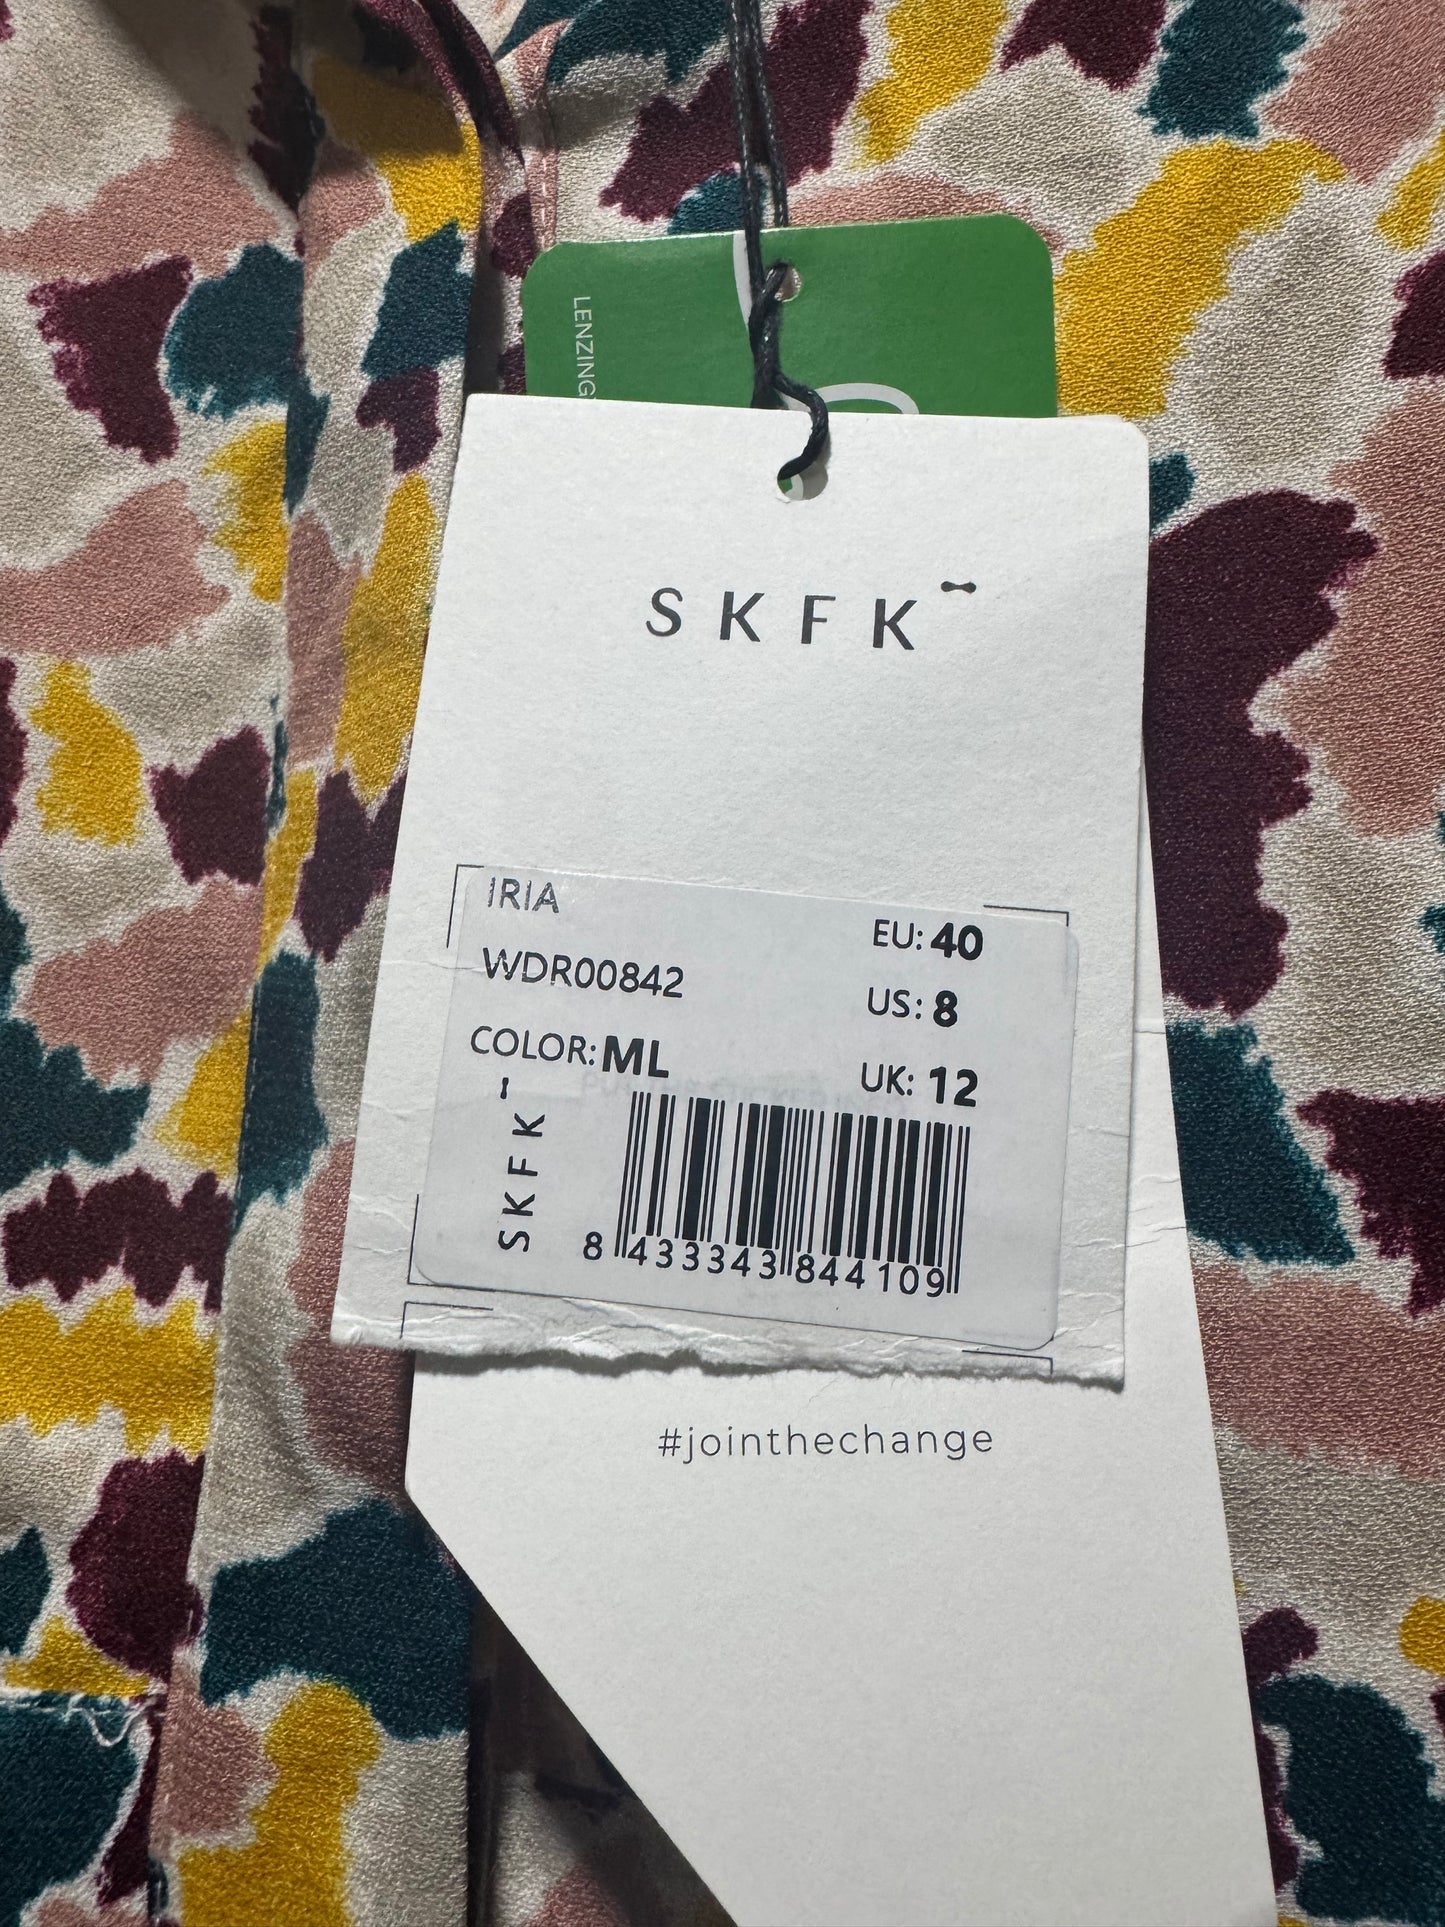 LENZING
SKFK
IRIA
WDR00842
COLOR: ML
EU: 40
US: 8
UK: 12
SKFK
8 433343 844109
#jointhechange